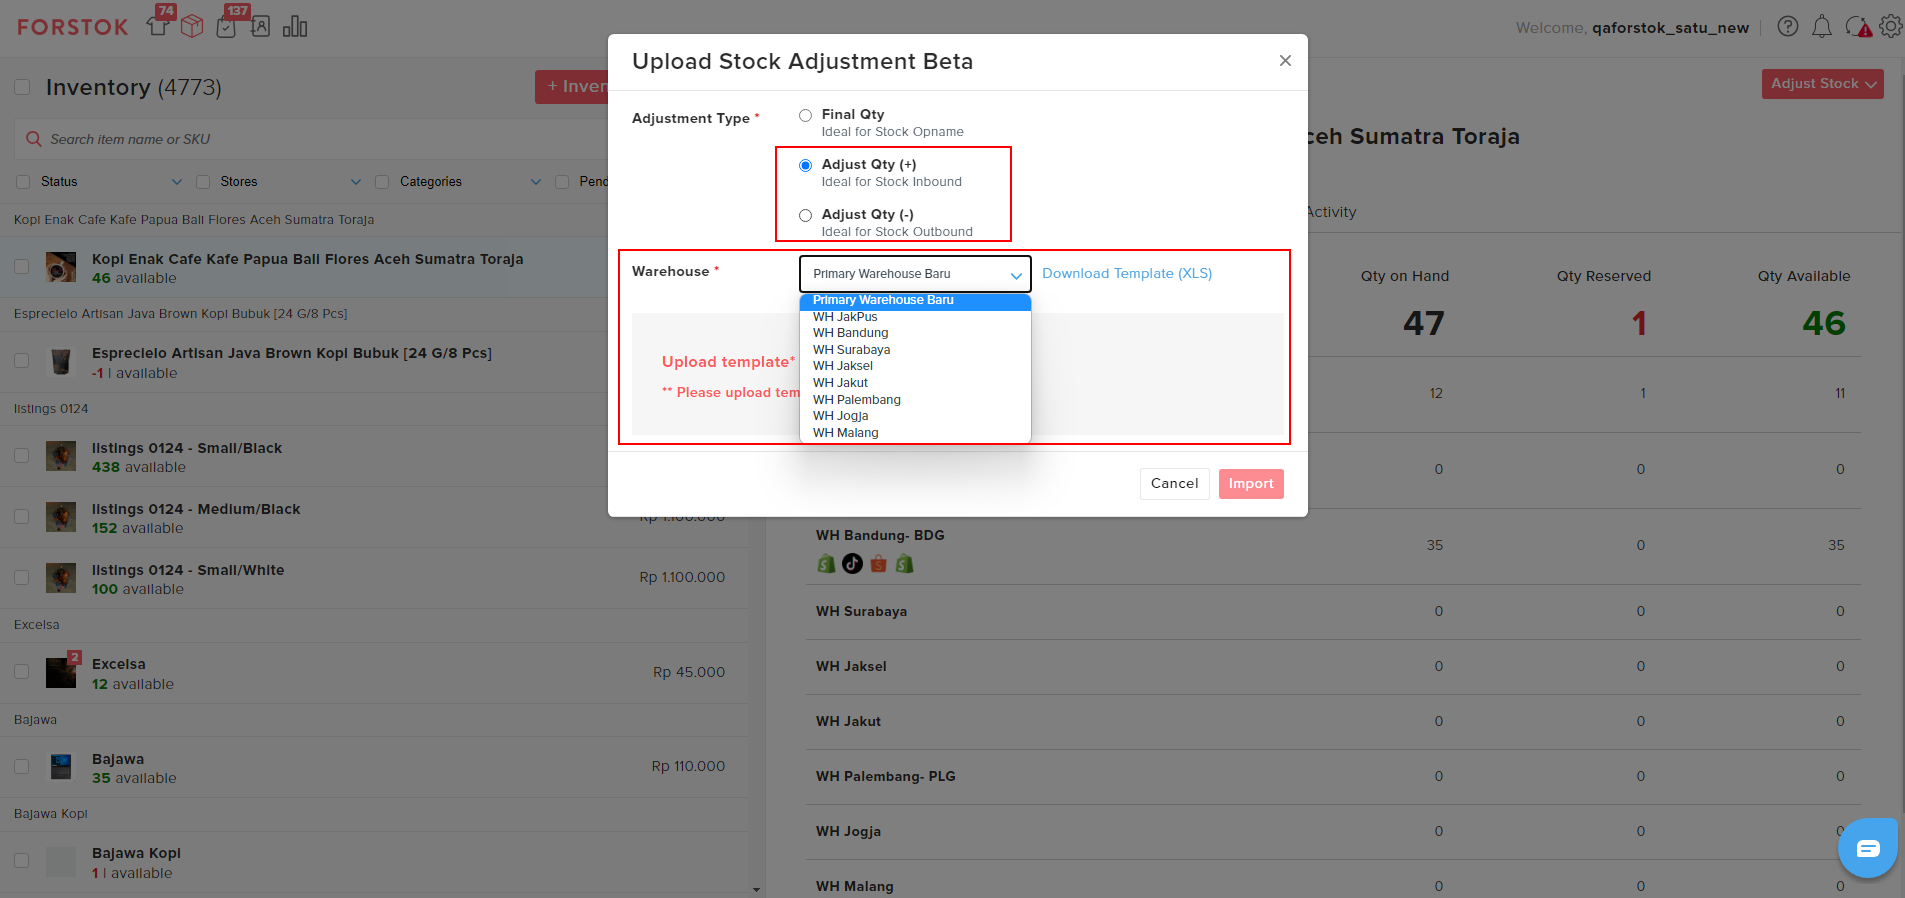 FORSTOK
74
137
Welcome, qaforstok_satu_new
Inventory (4773)
+ Inven
Search item name or SKU
Status
Stores
Categories
Pend
Kopi Enak Cafe Kafe Papua Bali Flores Aceh Sumatra Toraja
Kopi Enak Cafe Kafe Papua Bali Flores Aceh Sumatra Toraja
46 available
Esprecielo Artisan Java Brown Kopi Bubuk [24 G/8 Pcs]
Esprecielo Artisan Java Brown Kopi Bubuk [24 G/8 Pcs]
-1 | available
listings 0124
listings 0124 - Small/Black
438 available
listings 0124 - Medium/Black
152 available
Rp 1.100.000
listings 0124 - Small/White
100 available
Rp 1.100.000
Excelsa
2
Excelsa
12 available
Rp 45.000
Bajawa
Bajawa
35 available
Rp 110.000
Bajawa Kopi
Bajawa Kopi
1 | available
Upload Stock Adjustment Beta
Adjustment Type *
Final Qty
Ideal for Stock Opname
Adjust Qty (+)
Ideal for Stock Inbound
Adjust Qty (-)
Ideal for Stock Outbound
Warehouse *
Primary Warehouse Baru
Download Template (XLS)
Primary Warehouse Baru
WH JakPus
WH Bandung
WH Surabaya
WH Jaksel
WH Jakut
WH Palembang
WH Jogja
WH Malang
Upload template*
** Please upload tem
Cancel
Import
Adjust Stock
ceh Sumatra Toraja
Activity
Qty on Hand
Qty Reserved
Qty Available
47
1
46
12
1
11
0
0
0
WH Bandung- BDG
35
0
35
WH Surabaya
0
0
0
WH Jaksel
0
0
0
WH Jakut
0
0
0
WH Palembang- PLG
0
0
0
WH Jogja
0
0
0
WH Malang
0
0
0